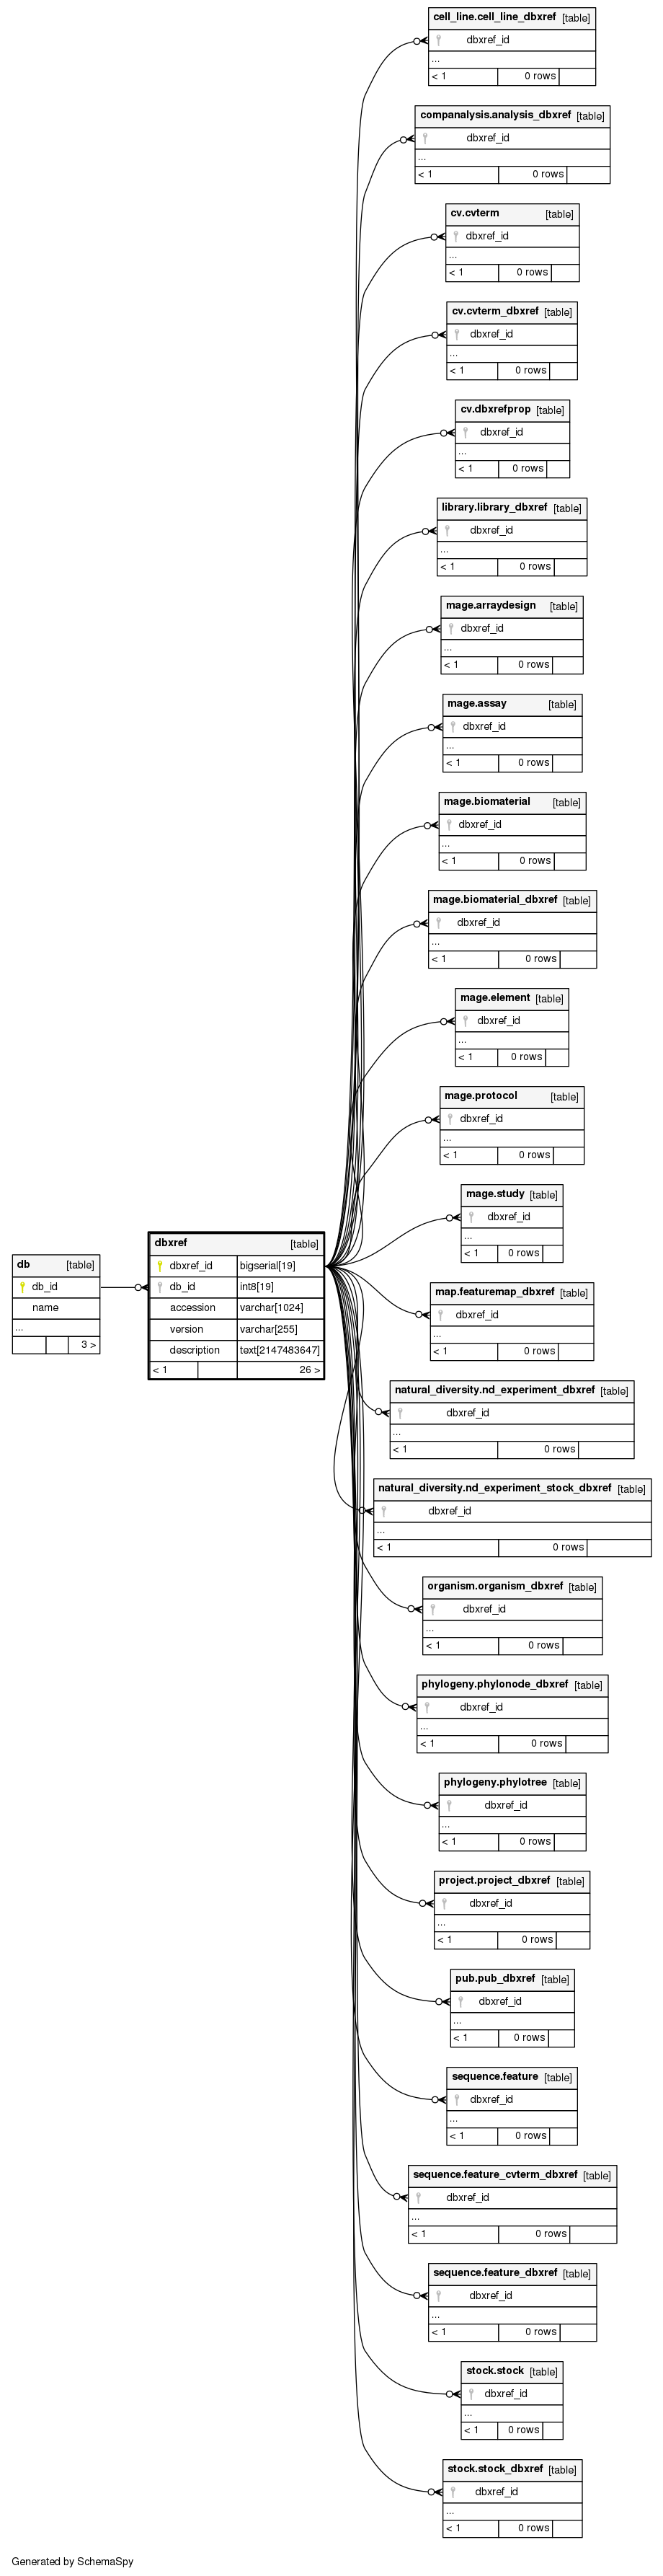 cell_line.cell_line_dbxref [table]
dbxref_id
...
< 1 0 rows
companalysis.analysis_dbxref [table]
dbxref_id
...
< 1 0 rows
cv.cvterm [table]
dbxref_id
...
< 1 0 rows
cv.cvterm_dbxref [table]
dbxref_id
...
< 1 0 rows
cv.dbxrefprop [table]
dbxref_id
...
< 1 0 rows
library.library_dbxref [table]
dbxref_id
...
< 1 0 rows
mage.arraydesign [table]
dbxref_id
...
< 1 0 rows
mage.assay [table]
dbxref_id
...
< 1 0 rows
mage.biomaterial [table]
dbxref_id
...
< 1 0 rows
mage.biomaterial_dbxref [table]
dbxref_id
...
< 1 0 rows
mage.element [table]
dbxref_id
...
< 1 0 rows
mage.protocol [table]
dbxref_id
...
< 1 0 rows
mage.study [table]
dbxref_id
...
< 1 0 rows
db [table]
db_id
name
...
3 >
dbxref [table]
dbxref_id bigserial[19]
db_id int8[19]
accession varchar[1024]
version varchar[255]
description text[2147483647]
< 1 26 >
map.featuremap_dbxref [table]
dbxref_id
...
< 1 0 rows
natural_diversity.nd_experiment_dbxref [table]
dbxref_id
...
< 1 0 rows
natural_diversity.nd_experiment_stock_dbxref [table]
dbxref_id
...
< 1 0 rows
organism.organism_dbxref [table]
dbxref_id
...
< 1 0 rows
phylogeny.phylonode_dbxref [table]
dbxref_id
...
< 1 0 rows
phylogeny.phylotree [table]
dbxref_id
...
< 1 0 rows
project.project_dbxref [table]
dbxref_id
...
< 1 0 rows
pub.pub_dbxref [table]
dbxref_id
...
< 1 0 rows
sequence.feature [table]
dbxref_id
...
< 1 0 rows
sequence.feature_cvterm_dbxref [table]
dbxref_id
...
< 1 0 rows
sequence.feature_dbxref [table]
dbxref_id
...
< 1 0 rows
stock.stock [table]
dbxref_id
...
< 1 0 rows
stock.stock_dbxref [table]
dbxref_id
...
< 1 0 rows
Generated by SchemaSpy